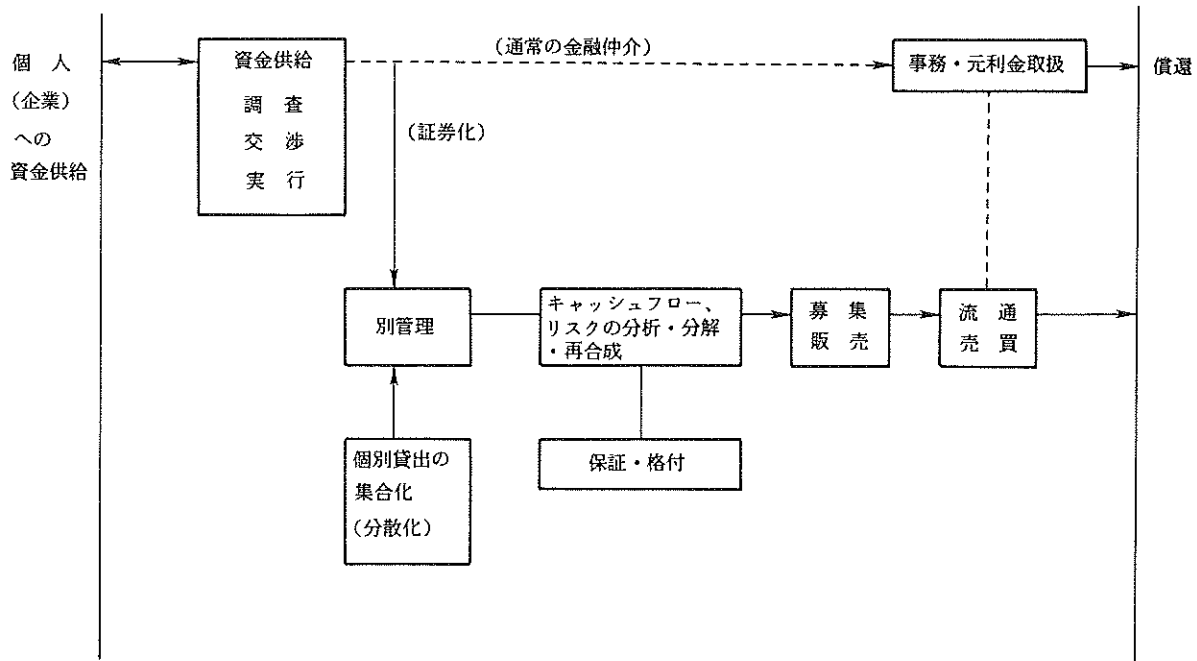 個 人
(企業)
への
資金供給
資金供給
調 査
交 渉
実 行
(通常の金融仲介)
事務・元利金取扱
償還
(証券化)
別管理
キャッシュフロー、
リスクの分析・分解
・再合成
募 集
販 売
流 通
売 買
個別貸出の
集合化
(分散化)
保証・格付